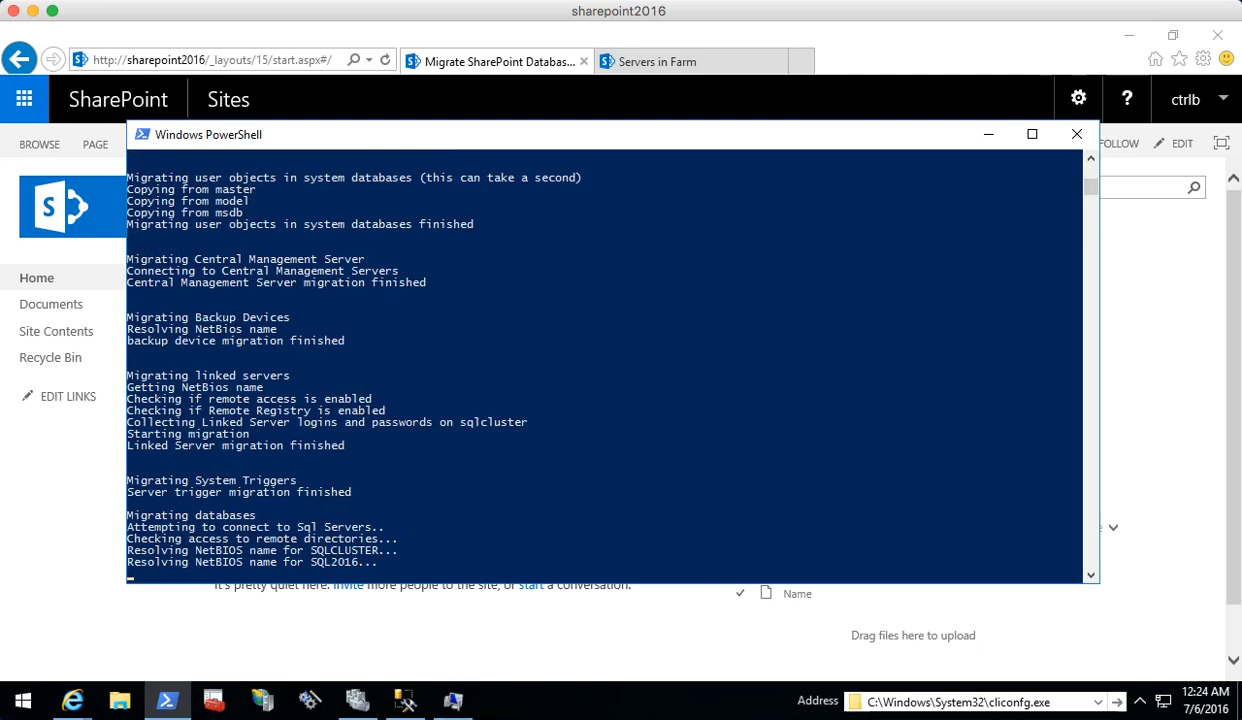 sharepoint2016
http://sharepoint2016/_layouts/15/start.aspx#/
Migrate SharePoint Databas...
Servers in Farm
SharePoint
Sites
ctrlb
BROWSE
PAGE
FOLLOW
EDIT
Windows PowerShell
Migrating user objects in system databases (this can take a second)
Copying from master
Copying from model
Copying from msdb
Migrating user objects in system databases finished
Migrating Central Management Server
Connecting to Central Management Servers
Central Management Server migration finished
Migrating Backup Devices
Resolving NetBios name
backup device migration finished
Migrating linked servers
Getting NetBios name
Checking if remote access is enabled
Checking if Remote Registry is enabled
Collecting Linked Server logins and passwords on sqlcluster
Starting migration
Linked Server migration finished
Migrating System Triggers
Server trigger migration finished
Migrating databases
Attempting to connect to Sql Servers..
Checking access to remote directories...
Resolving NetBIOS name for SQLCLUSTER...
Resolving NetBIOS name for SQL2016...
Home
Documents
Site Contents
Recycle Bin
EDIT LINKS
It's pretty quiet here. Invite more people to the site, or start a conversation.
Name
Drag files here to upload
Address
C:\Windows\System32\cliconfg.exe
12:24 AM
7/6/2016